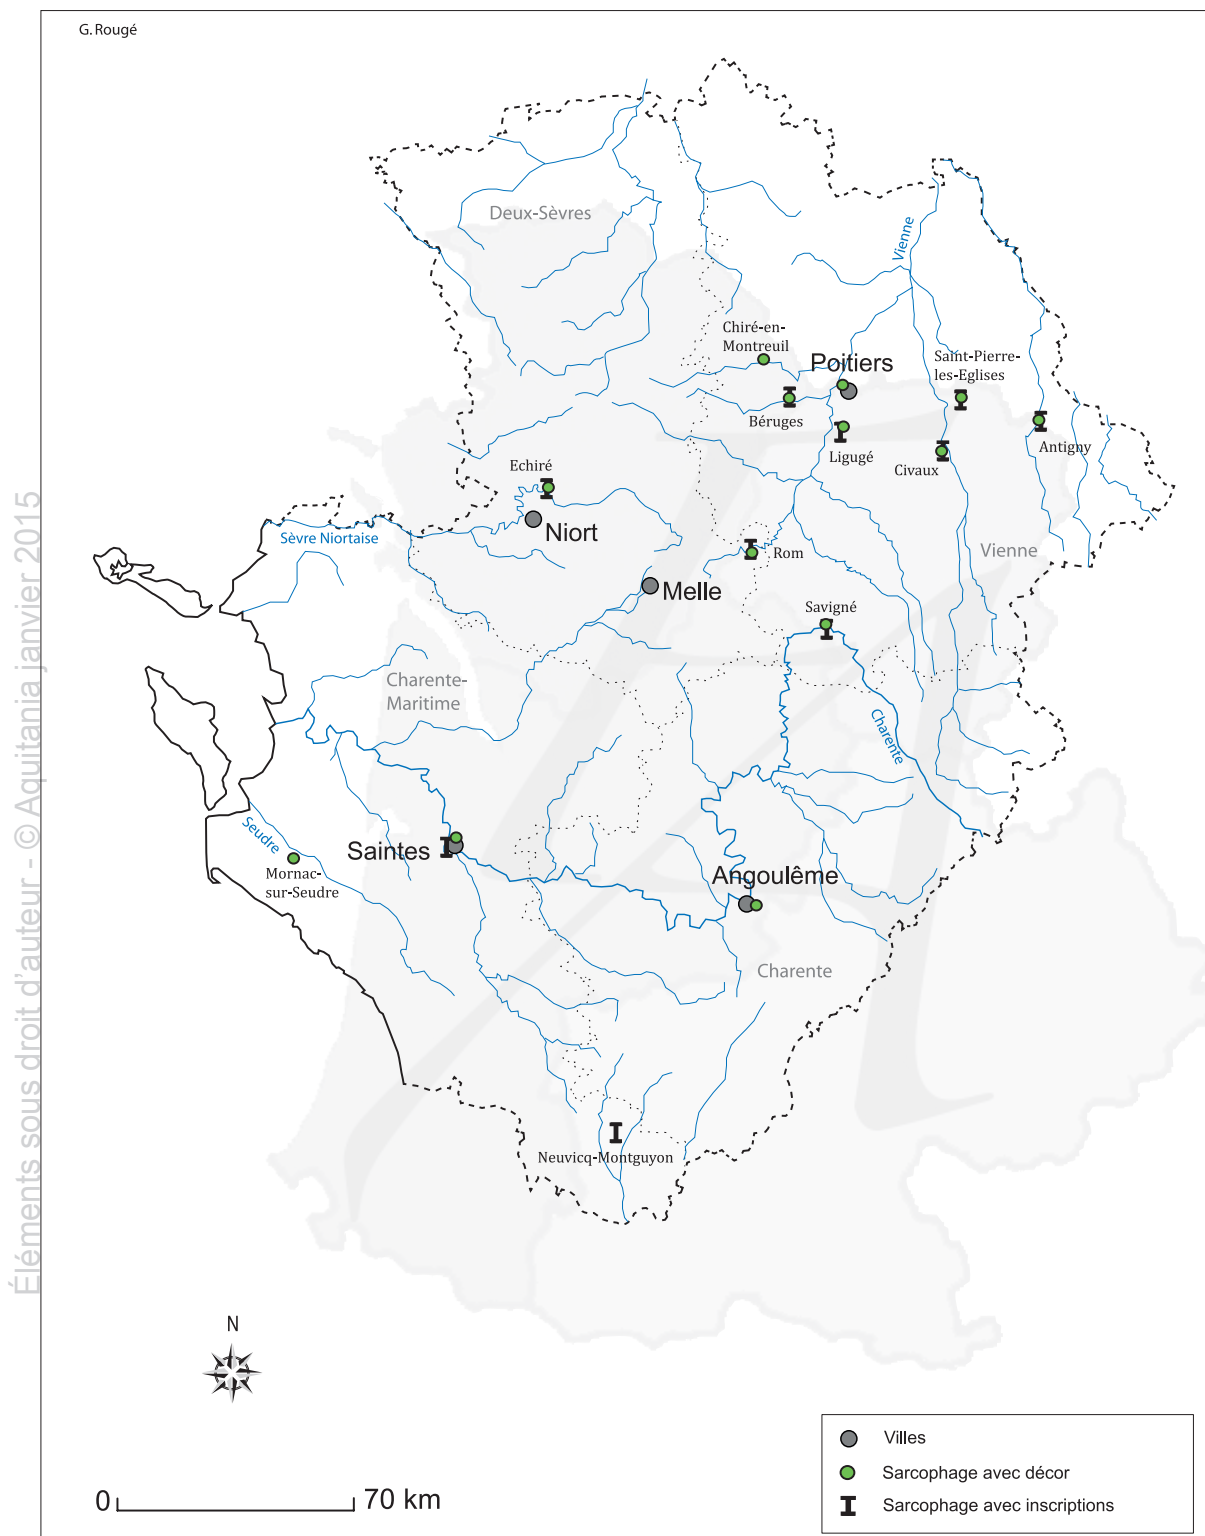 G. Rougé
Deux-Sèvres
Vienne
Chiré-en-
Montreuil
Poitiers
Saint-Pierre-
les-Eglises
Béruges
Ligugé
Civaux
Antigny
Echiré
Niort
Sèvre Niortaise
Rom
Vienne
Melle
Savigné
Charente-
Maritime
Charente
Seudre
Saintes
Mornac-
sur-Seudre
Angoulême
Charente
Neuvicq-Montguyon
Éléments sous droit d'auteur - © Aquitania janvier 2015
N
0
70 km
Villes
Sarcophage avec décor
Sarcophage avec inscriptions